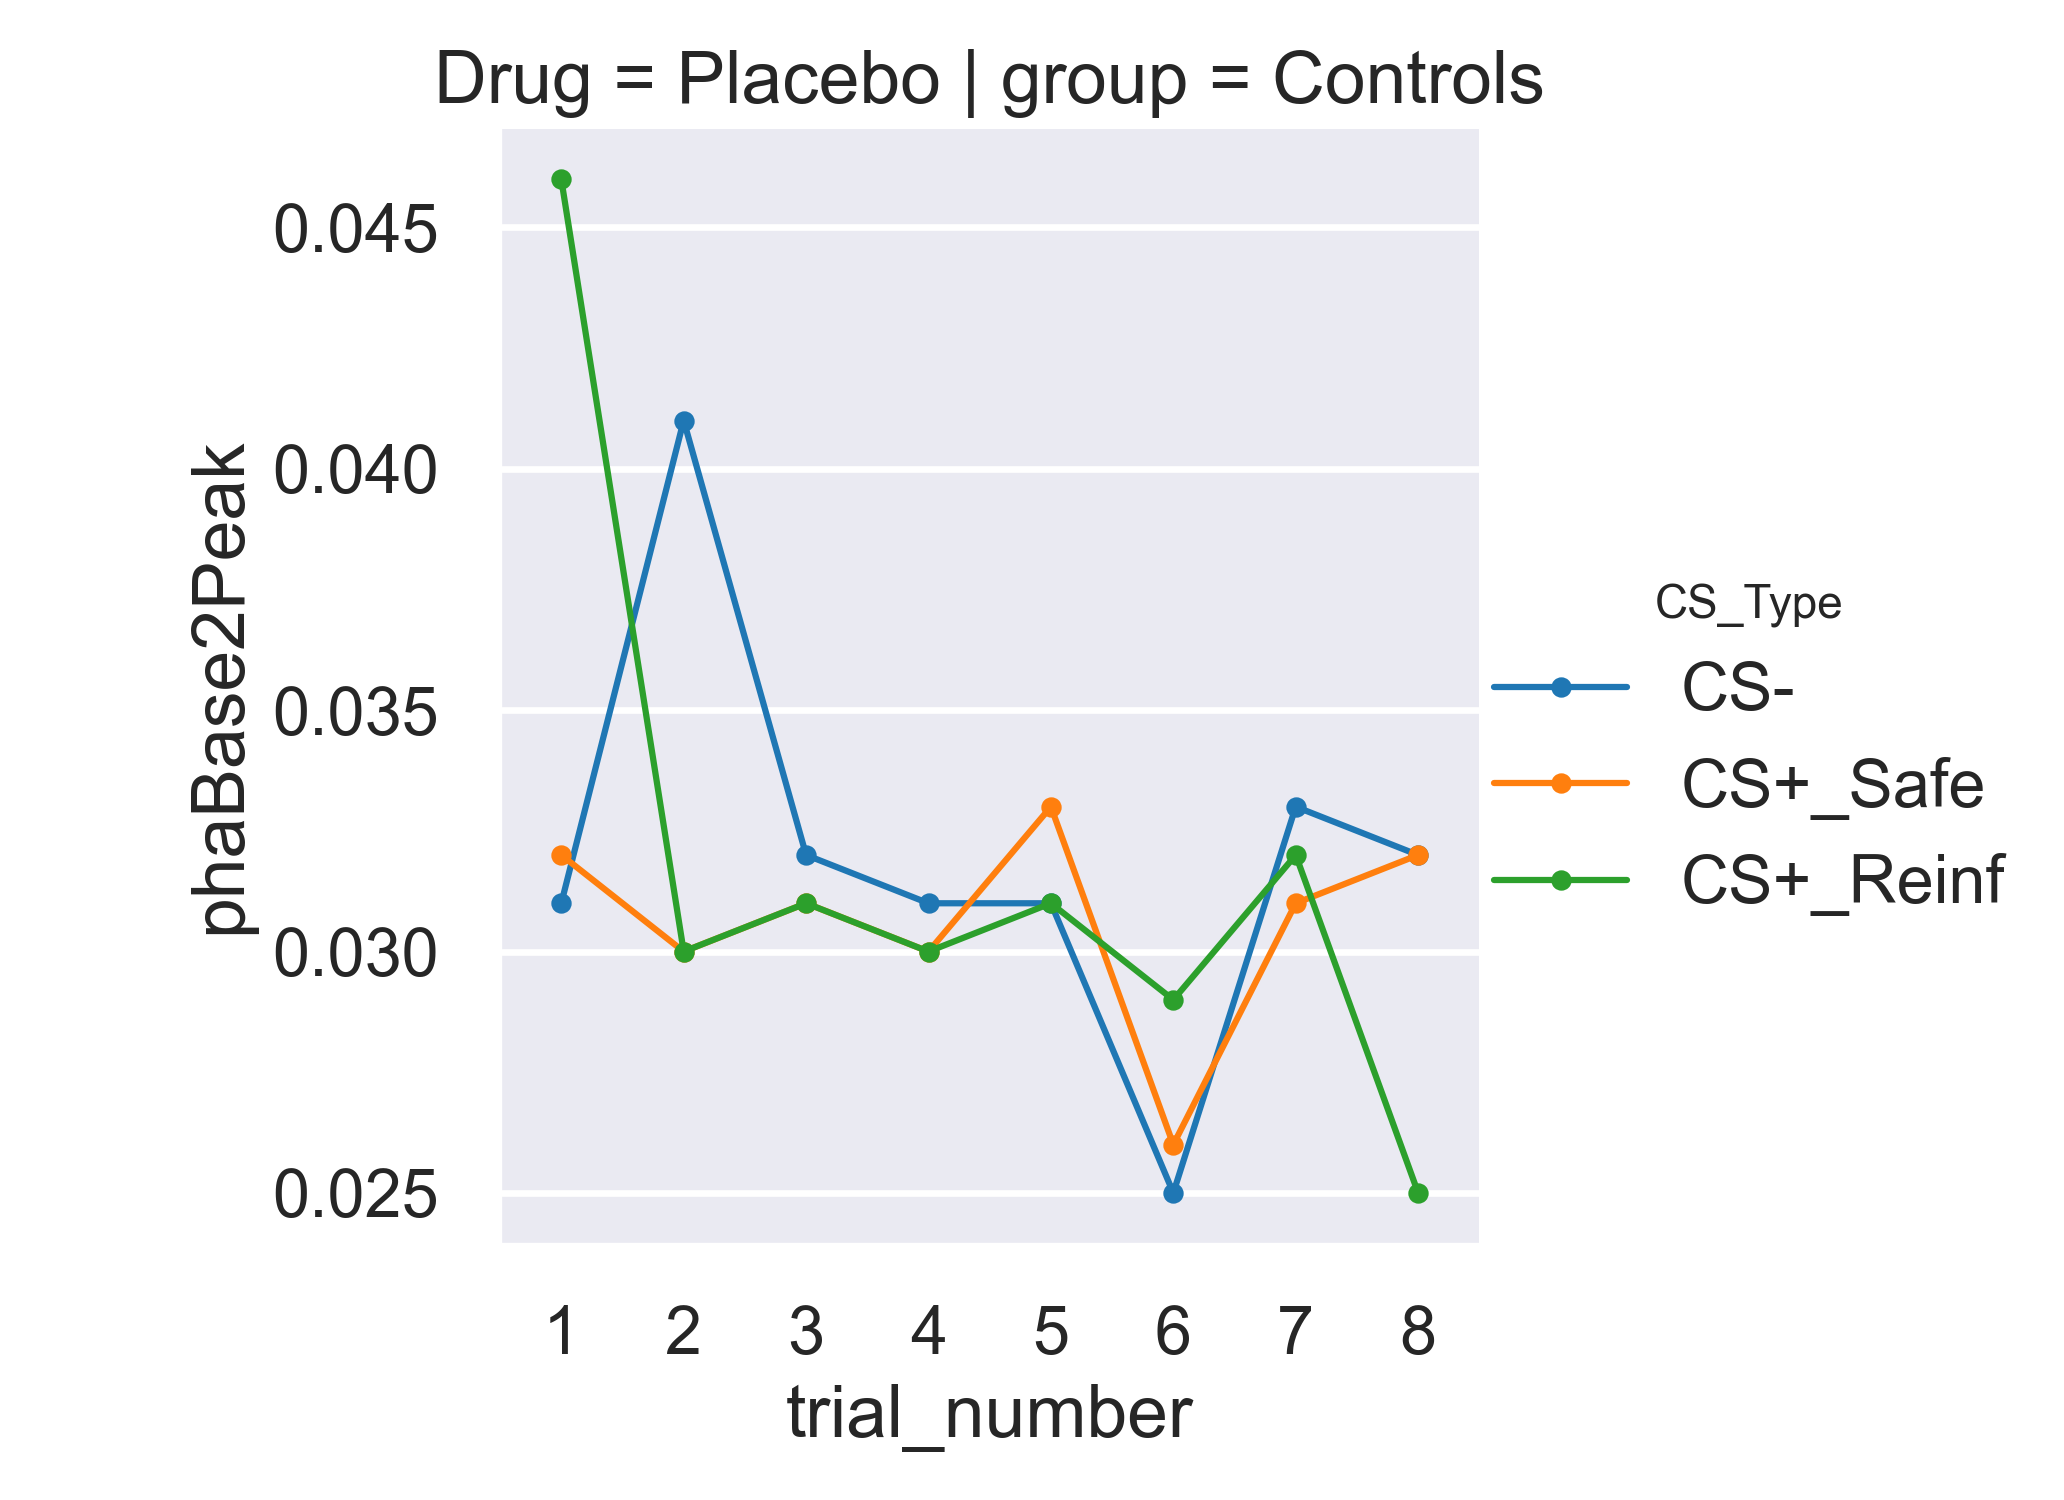 Drug = Placebo | group = Controls
phaBase2Peak
0.045
0.040
0.035
0.030
0.025
1 2 3 4 5 6 7 8
trial_number
CS_Type
CS-
CS+_Safe
CS+_Reinf